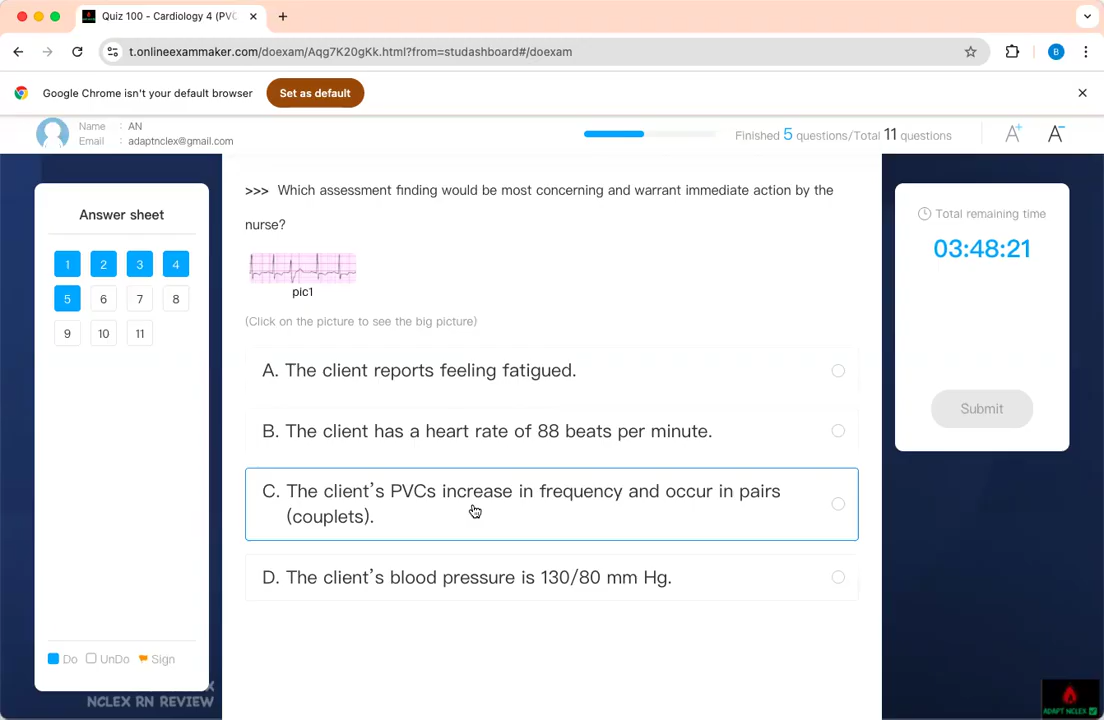 Quiz 100 - Cardiology 4 (PVC
t.onlineexammaker.com/doexam/Aqg7K20gKk.html?from=studashboard#/doexam
B
Google Chrome isn't your default browser
Set as default
Name : AN
Email : adaptnclex@gmail.com
Finished 5 questions/Total 11 questions
A+
A-
Answer sheet
1 2 3 4
5 6 7 8
9 10 11
Do UnDo Sign
NCLEX RN REVIEW
>>> Which assessment finding would be most concerning and warrant immediate action by the
nurse?
pic1
(Click on the picture to see the big picture)
A. The client reports feeling fatigued.
B. The client has a heart rate of 88 beats per minute.
C. The client's PVCs increase in frequency and occur in pairs
(couplets).
D. The client's blood pressure is 130/80 mm Hg.
Total remaining time
03:48:21
Submit
ADAPT NCLEX